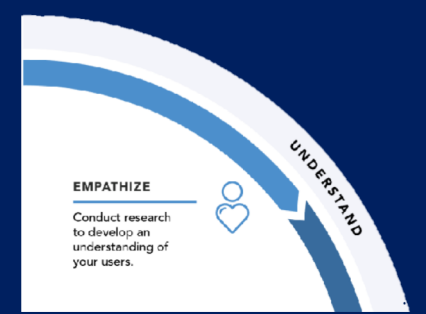 UNDERSTAND
EMPATHIZE
Conduct research
to develop an
understanding of
your users.